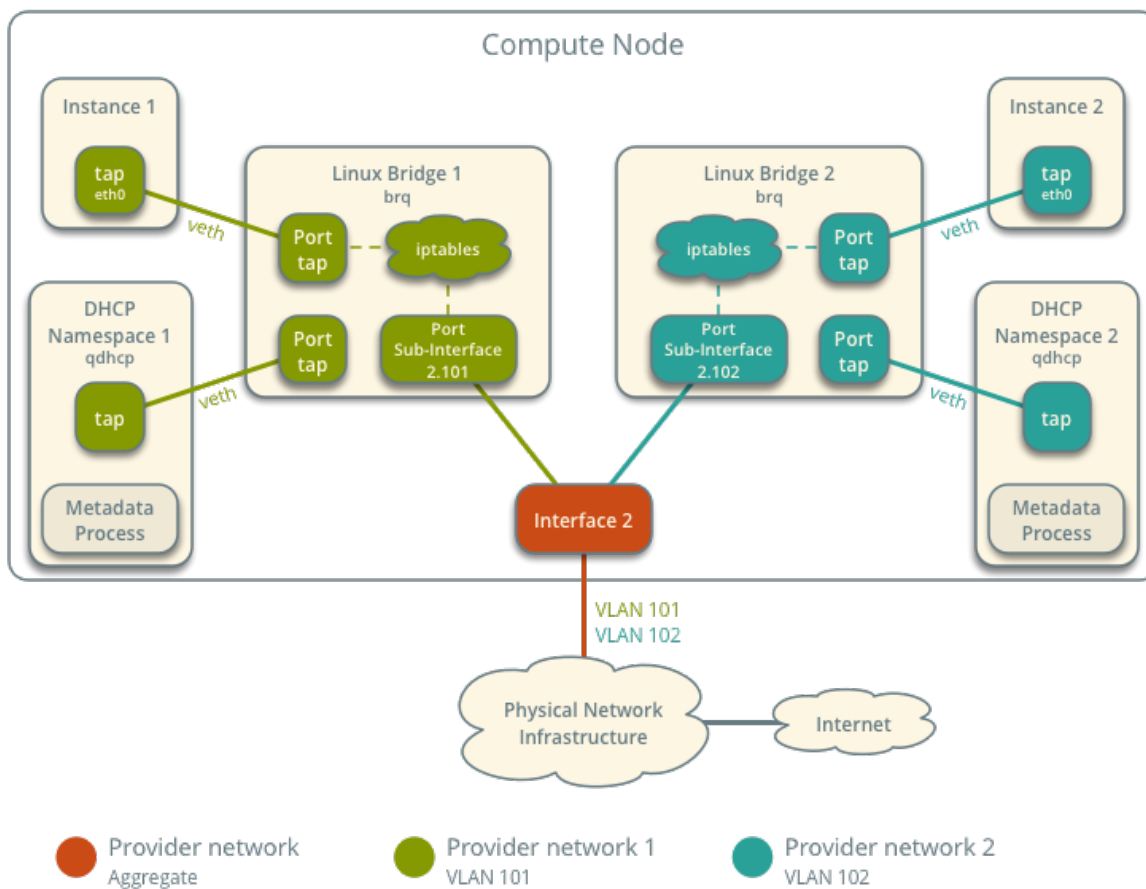 Compute Node
Instance 1
tap
eth0
veth
Linux Bridge 1
brq
Port
tap
iptables
Port
tap
Port
Sub-Interface
2.101
DHCP
Namespace 1
qdhcp
tap
veth
Metadata
Process
Linux Bridge 2
brq
iptables
Port
tap
Port
Sub-Interface
2.102
Port
tap
Instance 2
tap
eth0
veth
DHCP
Namespace 2
qdhcp
tap
veth
Metadata
Process
Interface 2
VLAN 101
VLAN 102
Physical Network
Infrastructure
Internet
Provider network
Aggregate
Provider network 1
VLAN 101
Provider network 2
VLAN 102